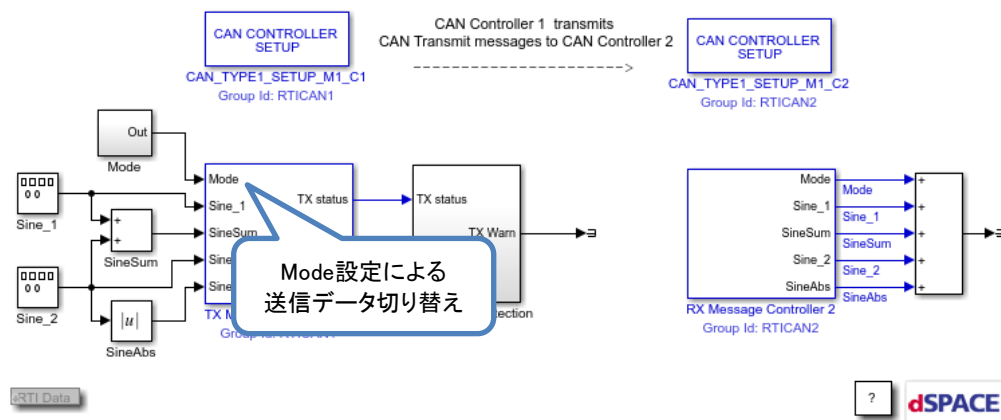 CAN CONTROLLER
SETUP
CAN_TYPE1_SETUP_M1_C1
Group Id: RTICAN1
CAN Controller 1 transmits
CAN Transmit messages to CAN Controller 2
---------------------->
CAN CONTROLLER
SETUP
CAN_TYPE1_SETUP_M1_C2
Group Id: RTICAN2
Out
Mode
Sine_1
Sine_2
+
+
SineSum
|u|
SineAbs
Mode
Sine_1
SineSum
TX status
TX status
TX Warn
Mode設定による
送信データ切り替え
Mode
Sine_1
SineSum
Sine_2
SineAbs
Mode
Sine_1
SineSum
Sine_2
SineAbs
+
+
+
+
+
RX Message Controller 2
Group Id: RTICAN2
RTI Data
?
dSPACE